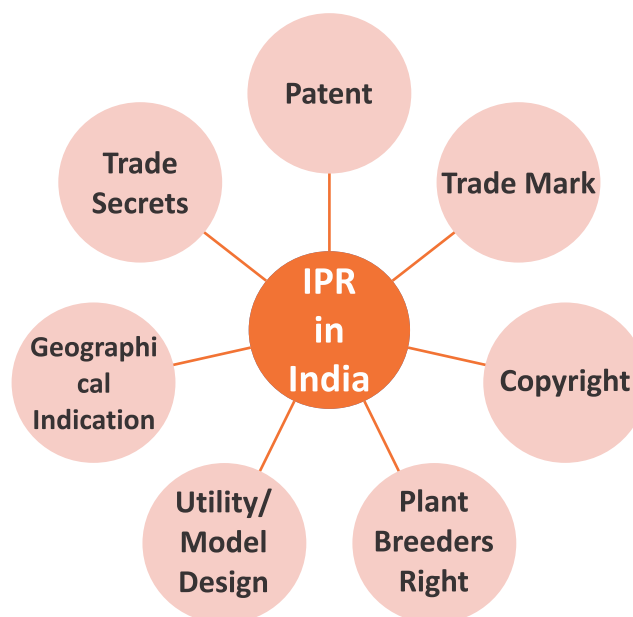 Patent
Trade
Secrets
Trade Mark
IPR
in
India
Geographi
cal
Indication
Copyright
Utility/
Model
Design
Plant
Breeders
Right